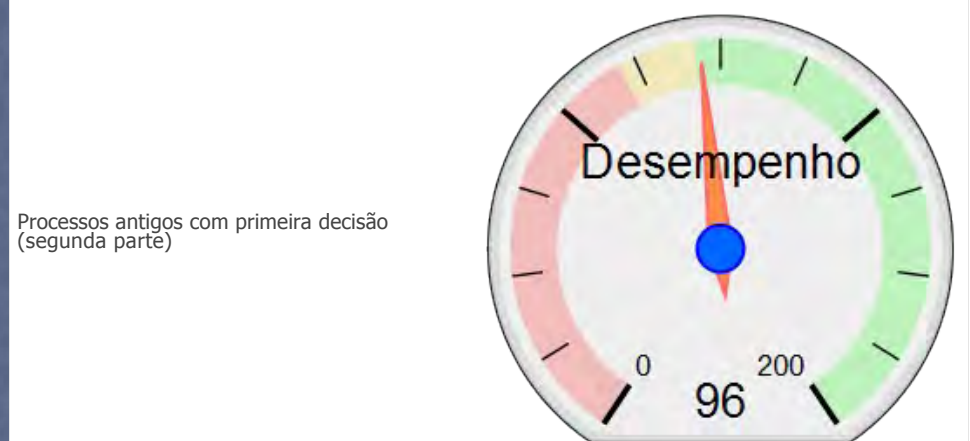 Processos antigos com primeira decisão
(segunda parte)
Desempenho
0
200
96